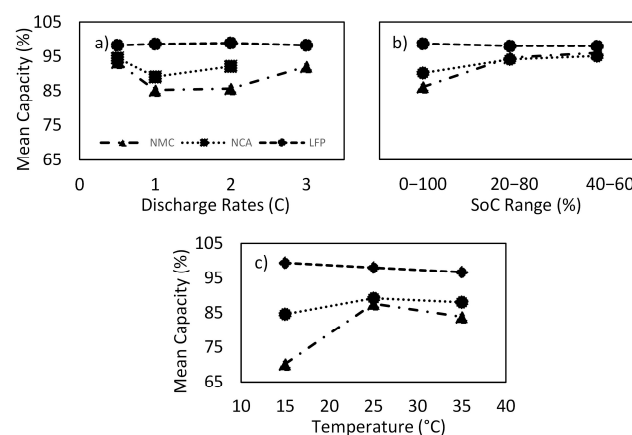 105
95
85
75
65
Mean Capacity (%)
a)
NMC NCA LFP
0 1 2 3
Discharge Rates (C)
b)
0−100 20−80 40−60
SoC Range (%)
105
95
85
75
65
Mean Capacity (%)
c)
10 15 20 25 30 35 40
Temperature (°C)